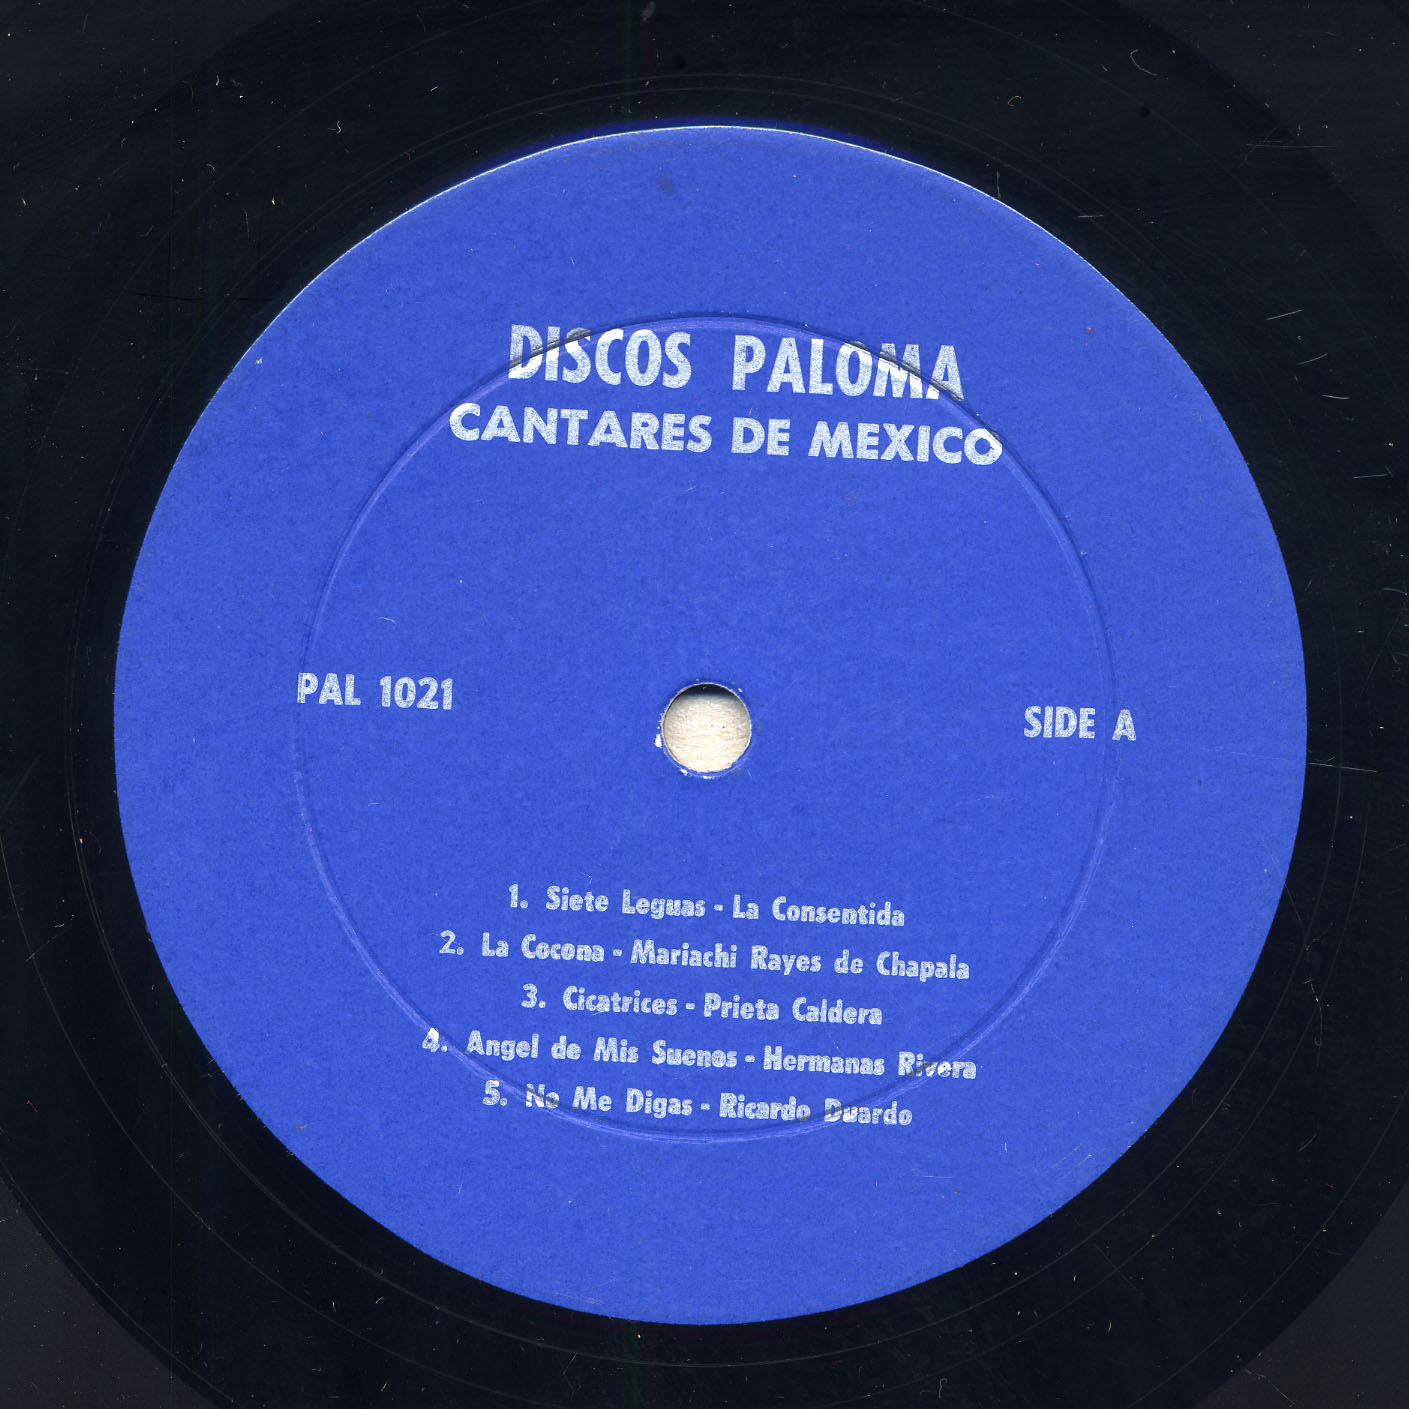 DISCOS PALOMA
CANTARES DE MEXICO
PAL 1021
SIDE A
1. Siete Leguas - La Consentida
2. La Cocona - Mariachi Rayes de Chapala
3. Cicatrices - Prieta Caldera
4. Angel de Mis Suenos - Hermanas Rivera
5. No Me Digas - Ricardo Duardo